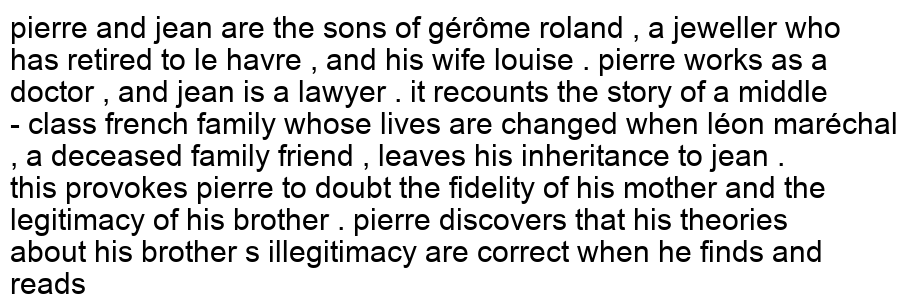 pierre and jean are the sons of gérôme roland , a jeweller who
has retired to le havre , and his wife louise . pierre works as a
doctor , and jean is a lawyer . it recounts the story of a middle
- class french family whose lives are changed when léon maréchal
, a deceased family friend , leaves his inheritance to jean .
this provokes pierre to doubt the fidelity of his mother and the
legitimacy of his brother . pierre discovers that his theories
about his brother s illegitimacy are correct when he finds and
reads